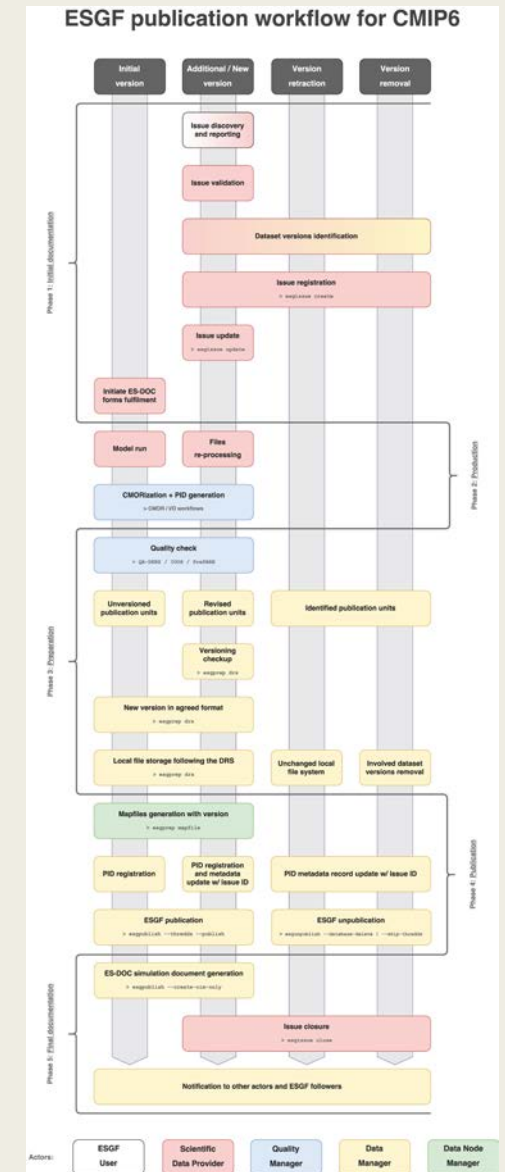 ESGF publication workflow for CMIP6
Initial
version
Additional / New
version
Version
retraction
Version
removal
Phase 1: Initial documentation
Issue discovery
and reporting
Issue validation
Dataset versions identification
Issue registration
> esgissue create
Issue update
> esgissue update
Initiate ES-DOC
forms fulfilment
Phase 2: Production
Model run
Files
re-processing
CMORization + PID generation
Phase 3: Preparation
Quality check
Unversioned
publication units
Revised
publication units
Identified publication units
Versioning
checkup
> esgprep drs
New version in agreed format
> esgprep drs
Local file storage following the DRS
> esgprep drs
Unchanged local
file system
Involved dataset
versions removal
Phase 4: Publication
Mapfiles generation with version
> esgprep mapfile
PID registration
PID registration
and metadata
update w/ issue ID
PID metadata record update w/ issue ID
ESGF publication
> esgpublish --thredds --publish
ESGF unpublication
Phase 5: Final documentation
ES-DOC simulation document generation
> esgpublish --create-cim-only
Issue closure
> esgissue close
Notification to other actors and ESGF followers
Actors:
ESGF
User
Scientific
Data Provider
Quality
Manager
Data
Manager
Data Node
Manager